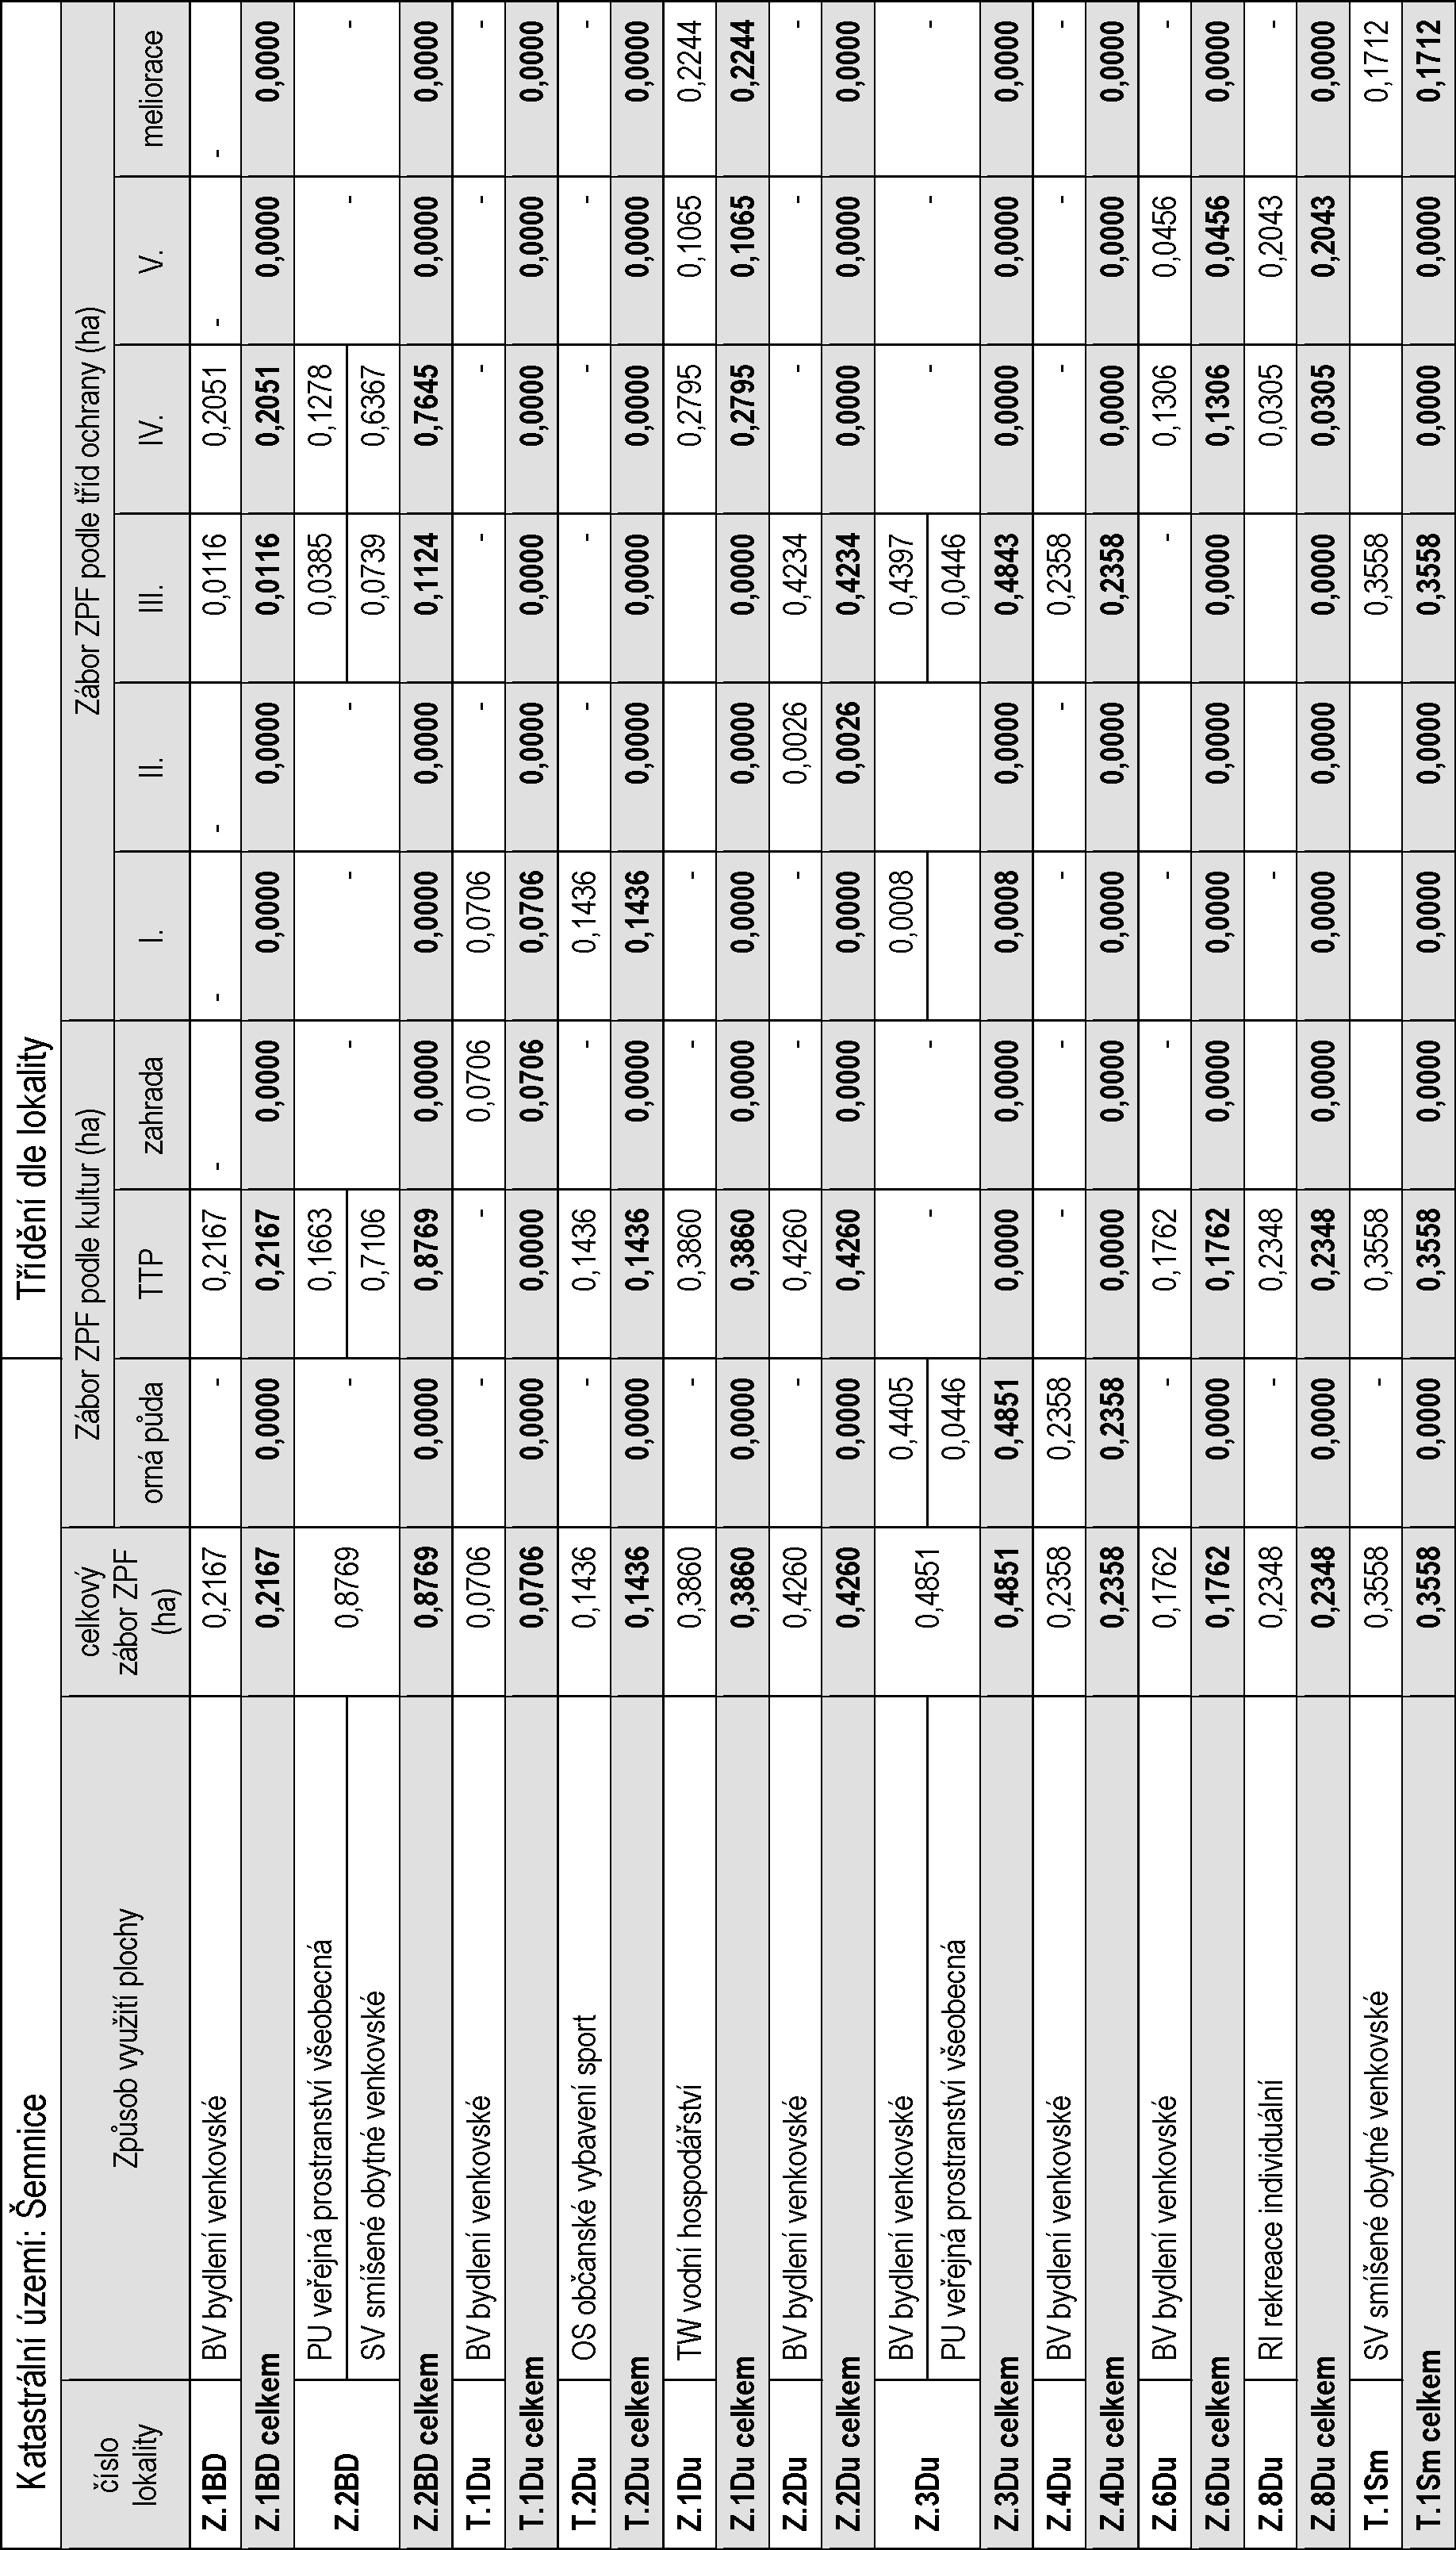 Katastrální území: Šemnice Třídění dle lokality
číslo lokality Způsob využití plochy celkový zábor ZPF (ha) Zábor ZPF podle kultur (ha) Zábor ZPF podle tříd ochrany (ha)
orná půda TTP zahrada I. II. III. IV. V. meliorace
Z.1BD BV bydlení venkovské 0,2167 - 0,2167 - - - 0,0116 0,2051 - -
Z.1BD celkem 0,2167 0,0000 0,2167 0,0000 0,0000 0,0000 0,0116 0,2051 0,0000 0,0000
Z.2BD PU veřejná prostranství všeobecná 0,8769 - 0,1663 - - - 0,0385 0,1278 - -
SV smíšené obytné venkovské 0,7106 0,0739 0,6367
Z.2BD celkem 0,8769 0,0000 0,8769 0,0000 0,0000 0,0000 0,1124 0,7645 0,0000 0,0000
T.1Du BV bydlení venkovské 0,0706 - - 0,0706 0,0706 - - - - -
T.1Du celkem 0,0706 0,0000 0,0000 0,0706 0,0706 0,0000 0,0000 0,0000 0,0000 0,0000
T.2Du OS občanské vybavení sport 0,1436 - 0,1436 - 0,1436 - - - - -
T.2Du celkem 0,1436 0,0000 0,1436 0,0000 0,1436 0,0000 0,0000 0,0000 0,0000 0,0000
Z.1Du TW vodní hospodářství 0,3860 - 0,3860 - - 0,2795 0,1065 0,2244
Z.1Du celkem 0,3860 0,0000 0,3860 0,0000 0,0000 0,0000 0,0000 0,2795 0,1065 0,2244
Z.2Du BV bydlení venkovské 0,4260 - 0,4260 - - 0,0026 0,4234 - - -
Z.2Du celkem 0,4260 0,0000 0,4260 0,0000 0,0000 0,0026 0,4234 0,0000 0,0000 0,0000
Z.3Du BV bydlení venkovské 0,4851 0,4405 - - 0,0008 0,4397 - - -
PU veřejná prostranství všeobecná 0,0446 0,0446
Z.3Du celkem 0,4851 0,4851 0,0000 0,0000 0,0008 0,0000 0,4843 0,0000 0,0000 0,0000
Z.4Du BV bydlení venkovské 0,2358 0,2358 - - - - 0,2358 - - -
Z.4Du celkem 0,2358 0,2358 0,0000 0,0000 0,0000 0,0000 0,2358 0,0000 0,0000 0,0000
Z.6Du BV bydlení venkovské 0,1762 - 0,1762 - - - 0,1306 0,0456 -
Z.6Du celkem 0,1762 0,0000 0,1762 0,0000 0,0000 0,0000 0,0000 0,1306 0,0456 0,0000
Z.8Du RI rekreace individuální 0,2348 - 0,2348 - 0,0305 0,2043 -
Z.8Du celkem 0,2348 0,0000 0,2348 0,0000 0,0000 0,0000 0,0000 0,0305 0,2043 0,0000
T.1Sm SV smíšené obytné venkovské 0,3558 - 0,3558 0,3558 0,1712
T.1Sm celkem 0,3558 0,0000 0,3558 0,0000 0,0000 0,0000 0,3558 0,0000 0,0000 0,1712